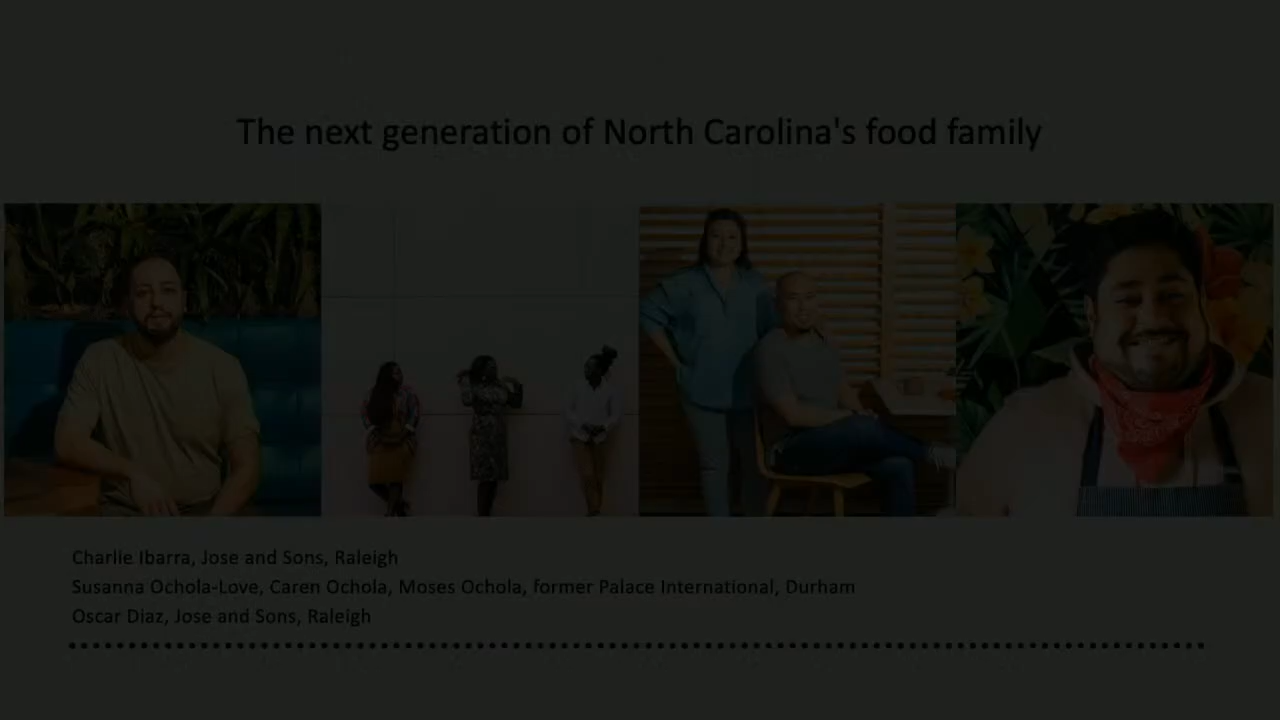 The next generation of North Carolina's food family
Charlie Ibarra, Jose and Sons, Raleigh
Susanna Ochola-Love, Caren Ochola, Moses Ochola, former Palace International, Durham
Oscar Diaz, Jose and Sons, Raleigh